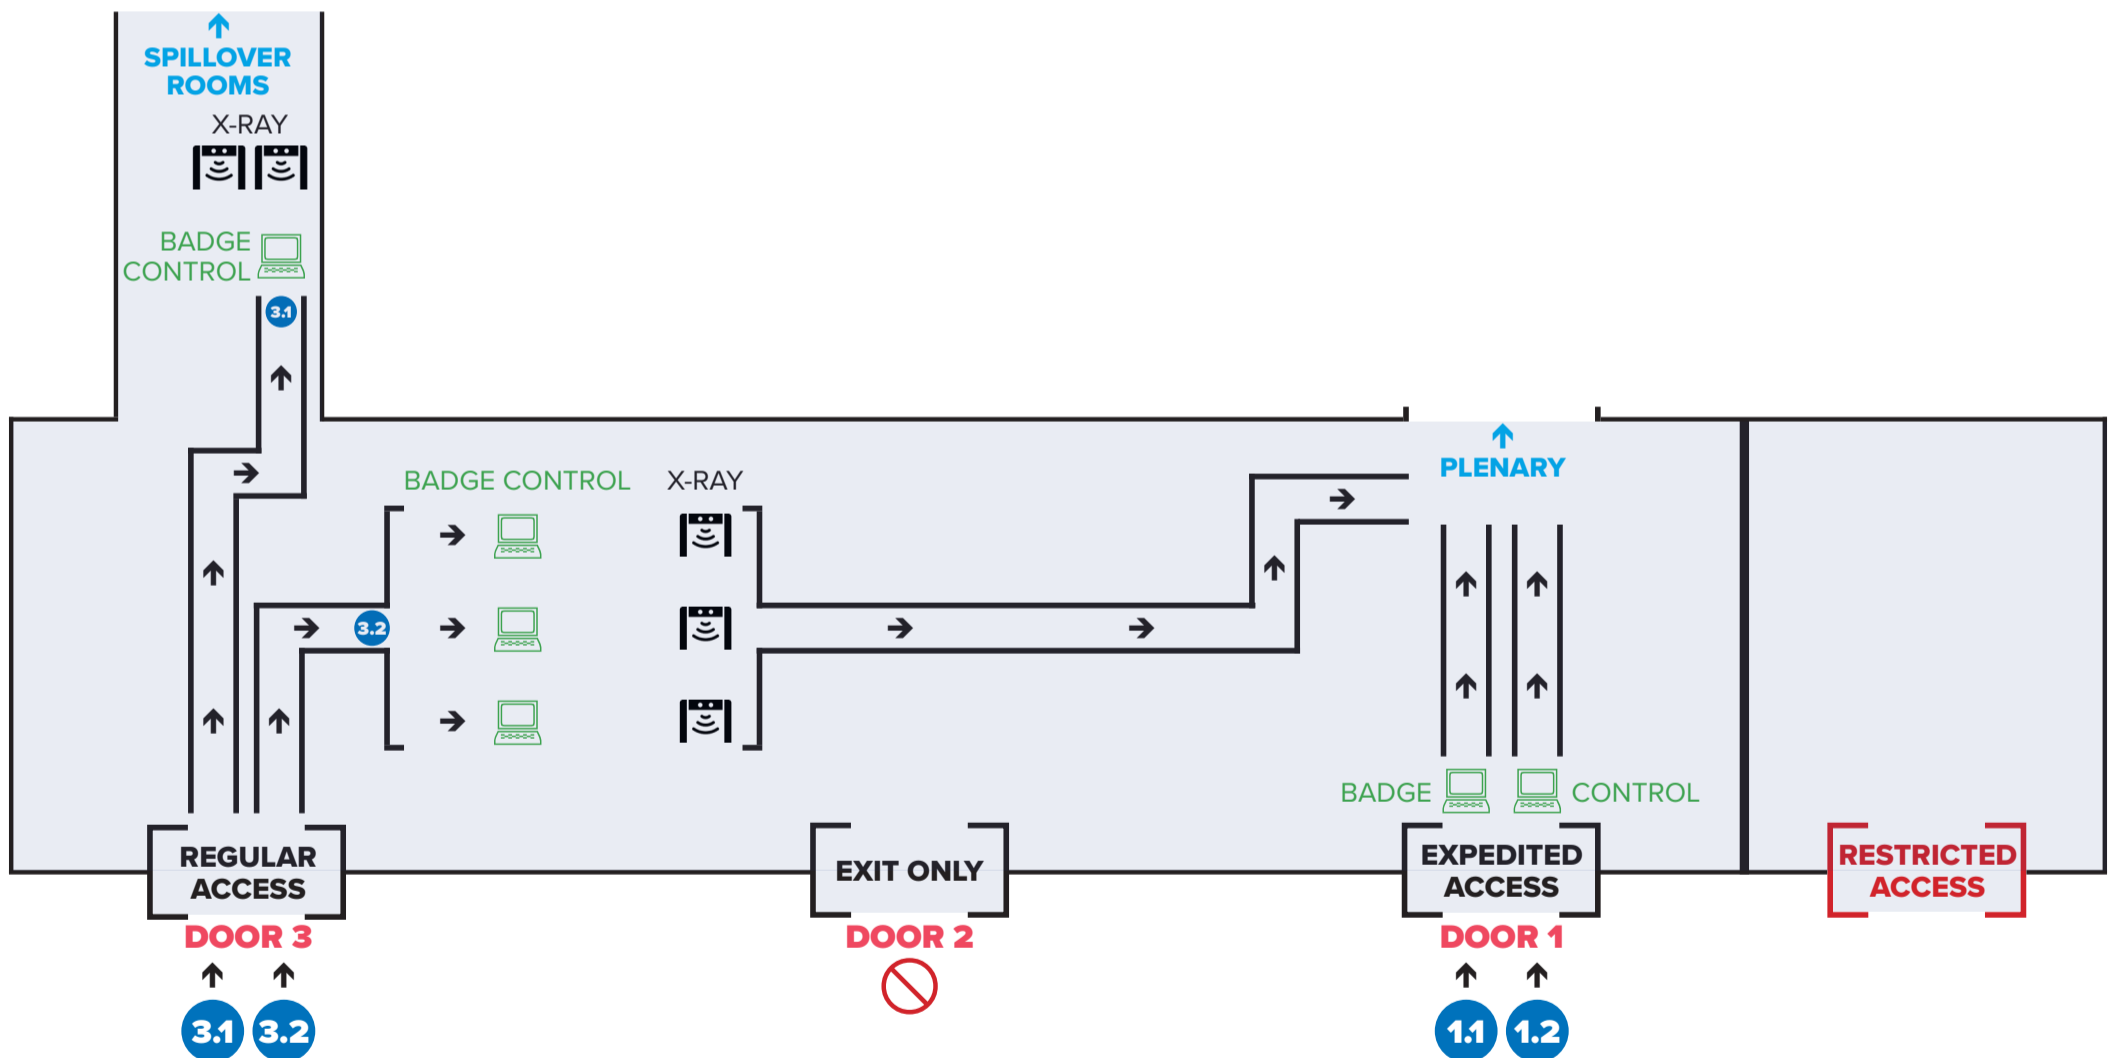 SPILLOVER
ROOMS
X-RAY
BADGE
CONTROL
3.1
BADGE CONTROL
X-RAY
PLENARY
3.2
BADGE
CONTROL
REGULAR
ACCESS
EXIT ONLY
EXPEDITED
ACCESS
RESTRICTED
ACCESS
DOOR 3
DOOR 2
DOOR 1
3.1
3.2
1.1
1.2